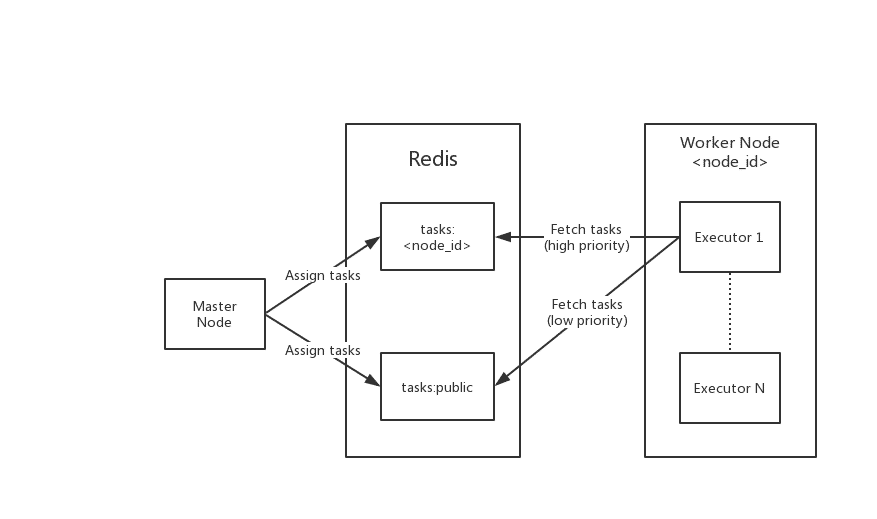 Redis
Worker Node
<node_id>
tasks:
<node_id>
Fetch tasks
(high priority)
Executor 1
Assign tasks
Master
Node
Fetch tasks
(low priority)
Assign tasks
tasks:public
Executor N